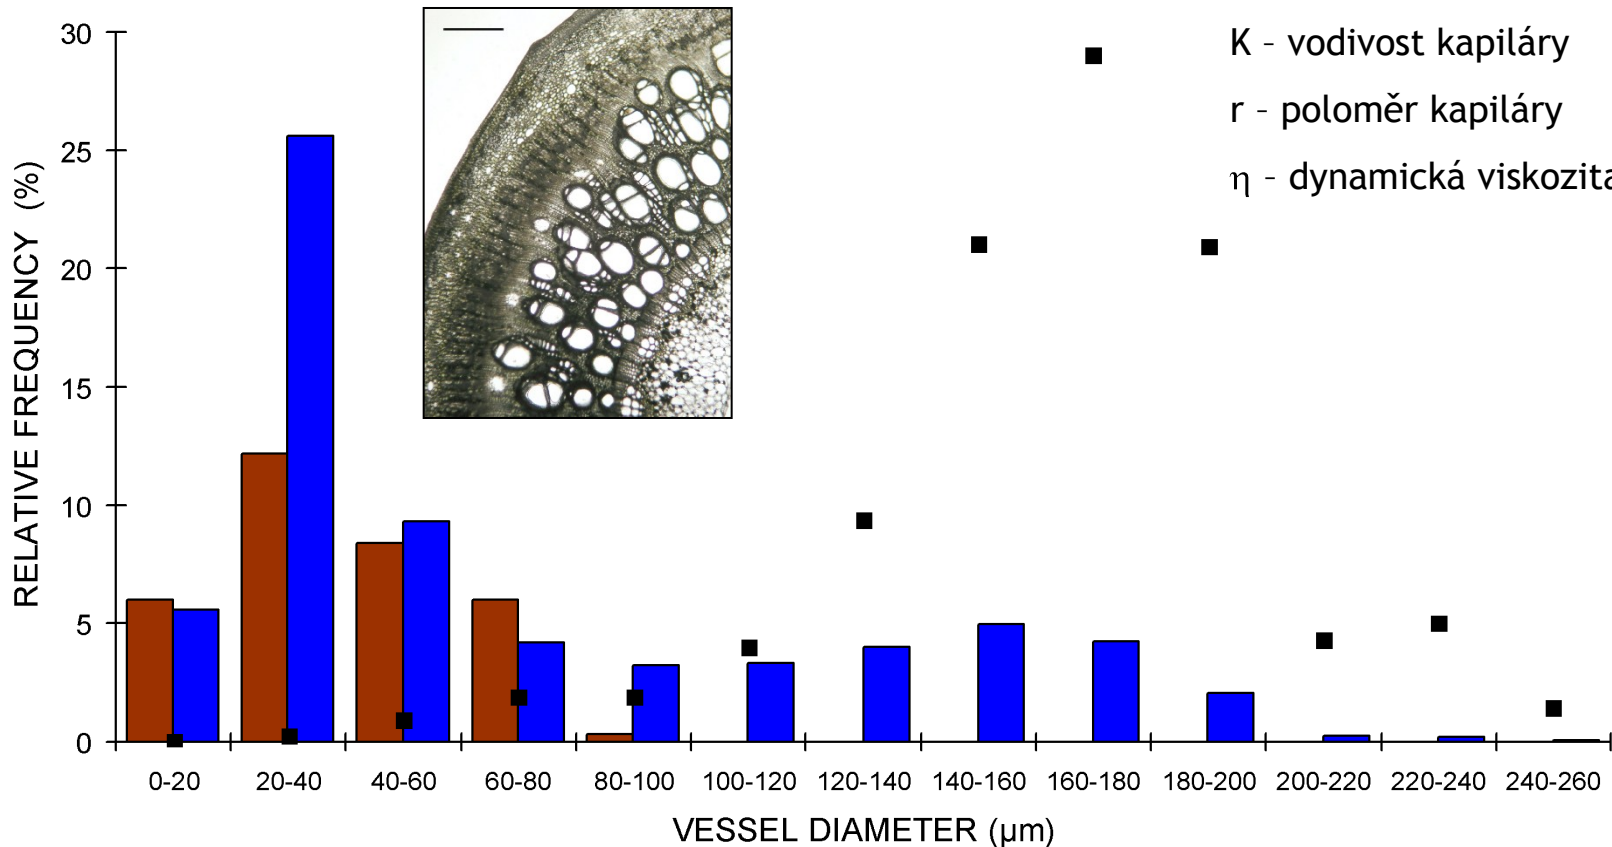 K - vodivost kapiláry
r - poloměr kapiláry
η - dynamická viskozita
RELATIVE FREQUENCY (%)
30
25
20
15
10
5
0
0-20 20-40 40-60 60-80 80-100 100-120 120-140 140-160 160-180 180-200 200-220 220-240 240-260
VESSEL DIAMETER (µm)